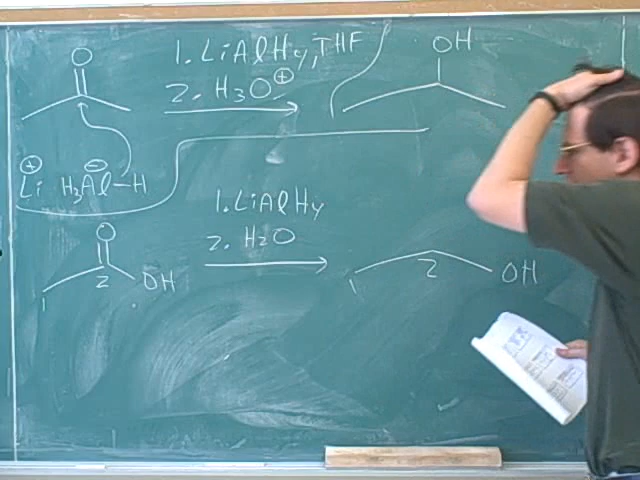 O
1. LiAlH4, THF
2. H3O⊕
OH
⊕ ⊖
Li H3Al–H
1. LiAlH4
2. H2O
O
OH
1 2
1 2
OH